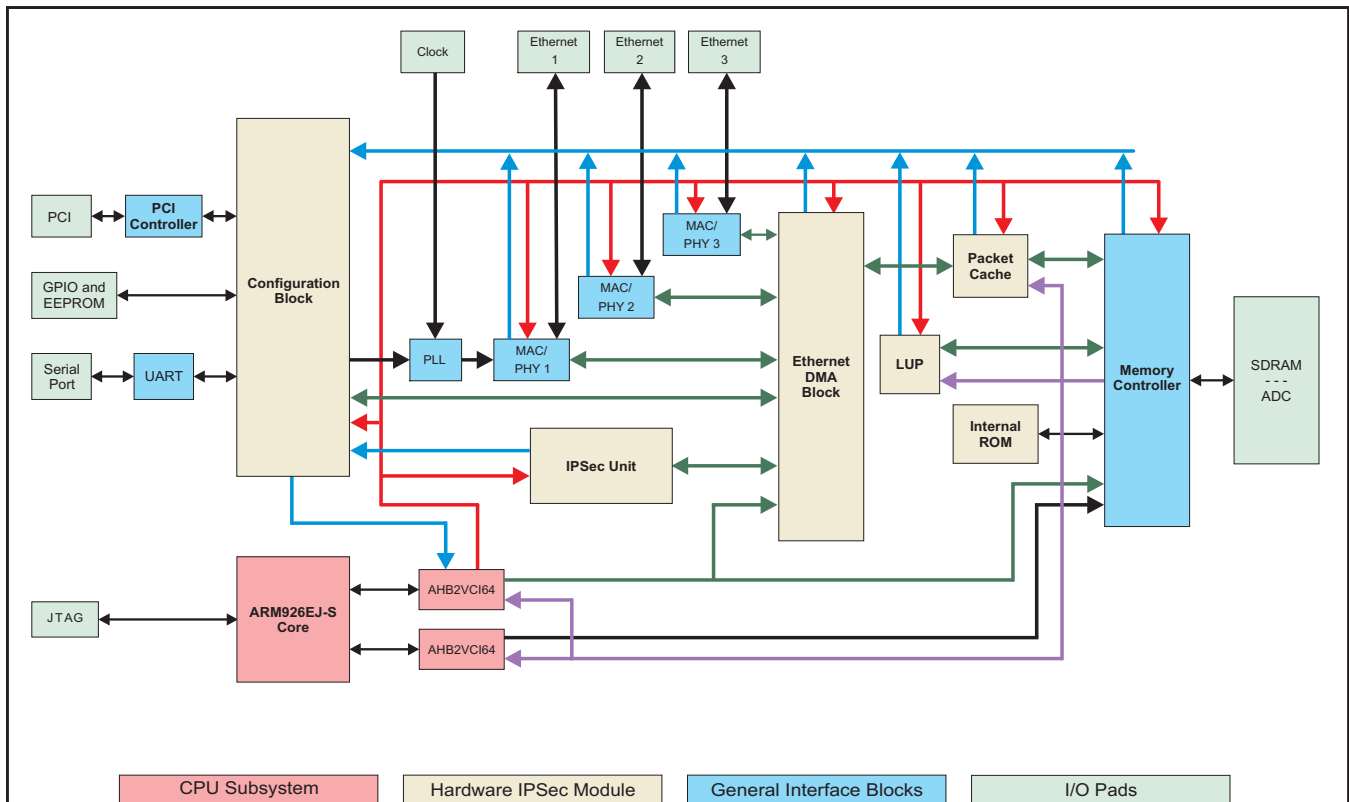 Clock
Ethernet
1
Ethernet
2
Ethernet
3
PCI
PCI
Controller
GPIO and
EEPROM
Serial
Port
UART
Configuration
Block
PLL
MAC/
PHY 1
MAC/
PHY 2
MAC/
PHY 3
Ethernet
DMA
Block
Packet
Cache
LUP
Internal
ROM
Memory
Controller
SDRAM
- - -
ADC
IPSec Unit
JTAG
ARM926EJ-S
Core
AHB2VCI64
AHB2VCI64
CPU Subsystem
Hardware IPSec Module
General Interface Blocks
I/O Pads